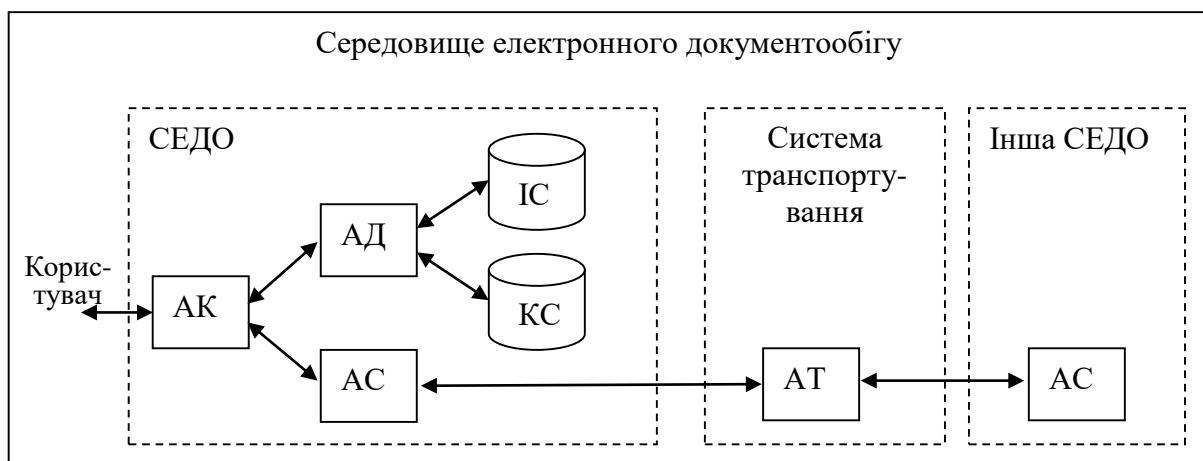 Середовище електронного документообігу
СЕДО
Система
транспорту-
вання
Інша СЕДО
ІС
АД
Корис-
тувач
АК
КС
АС
АТ
АС